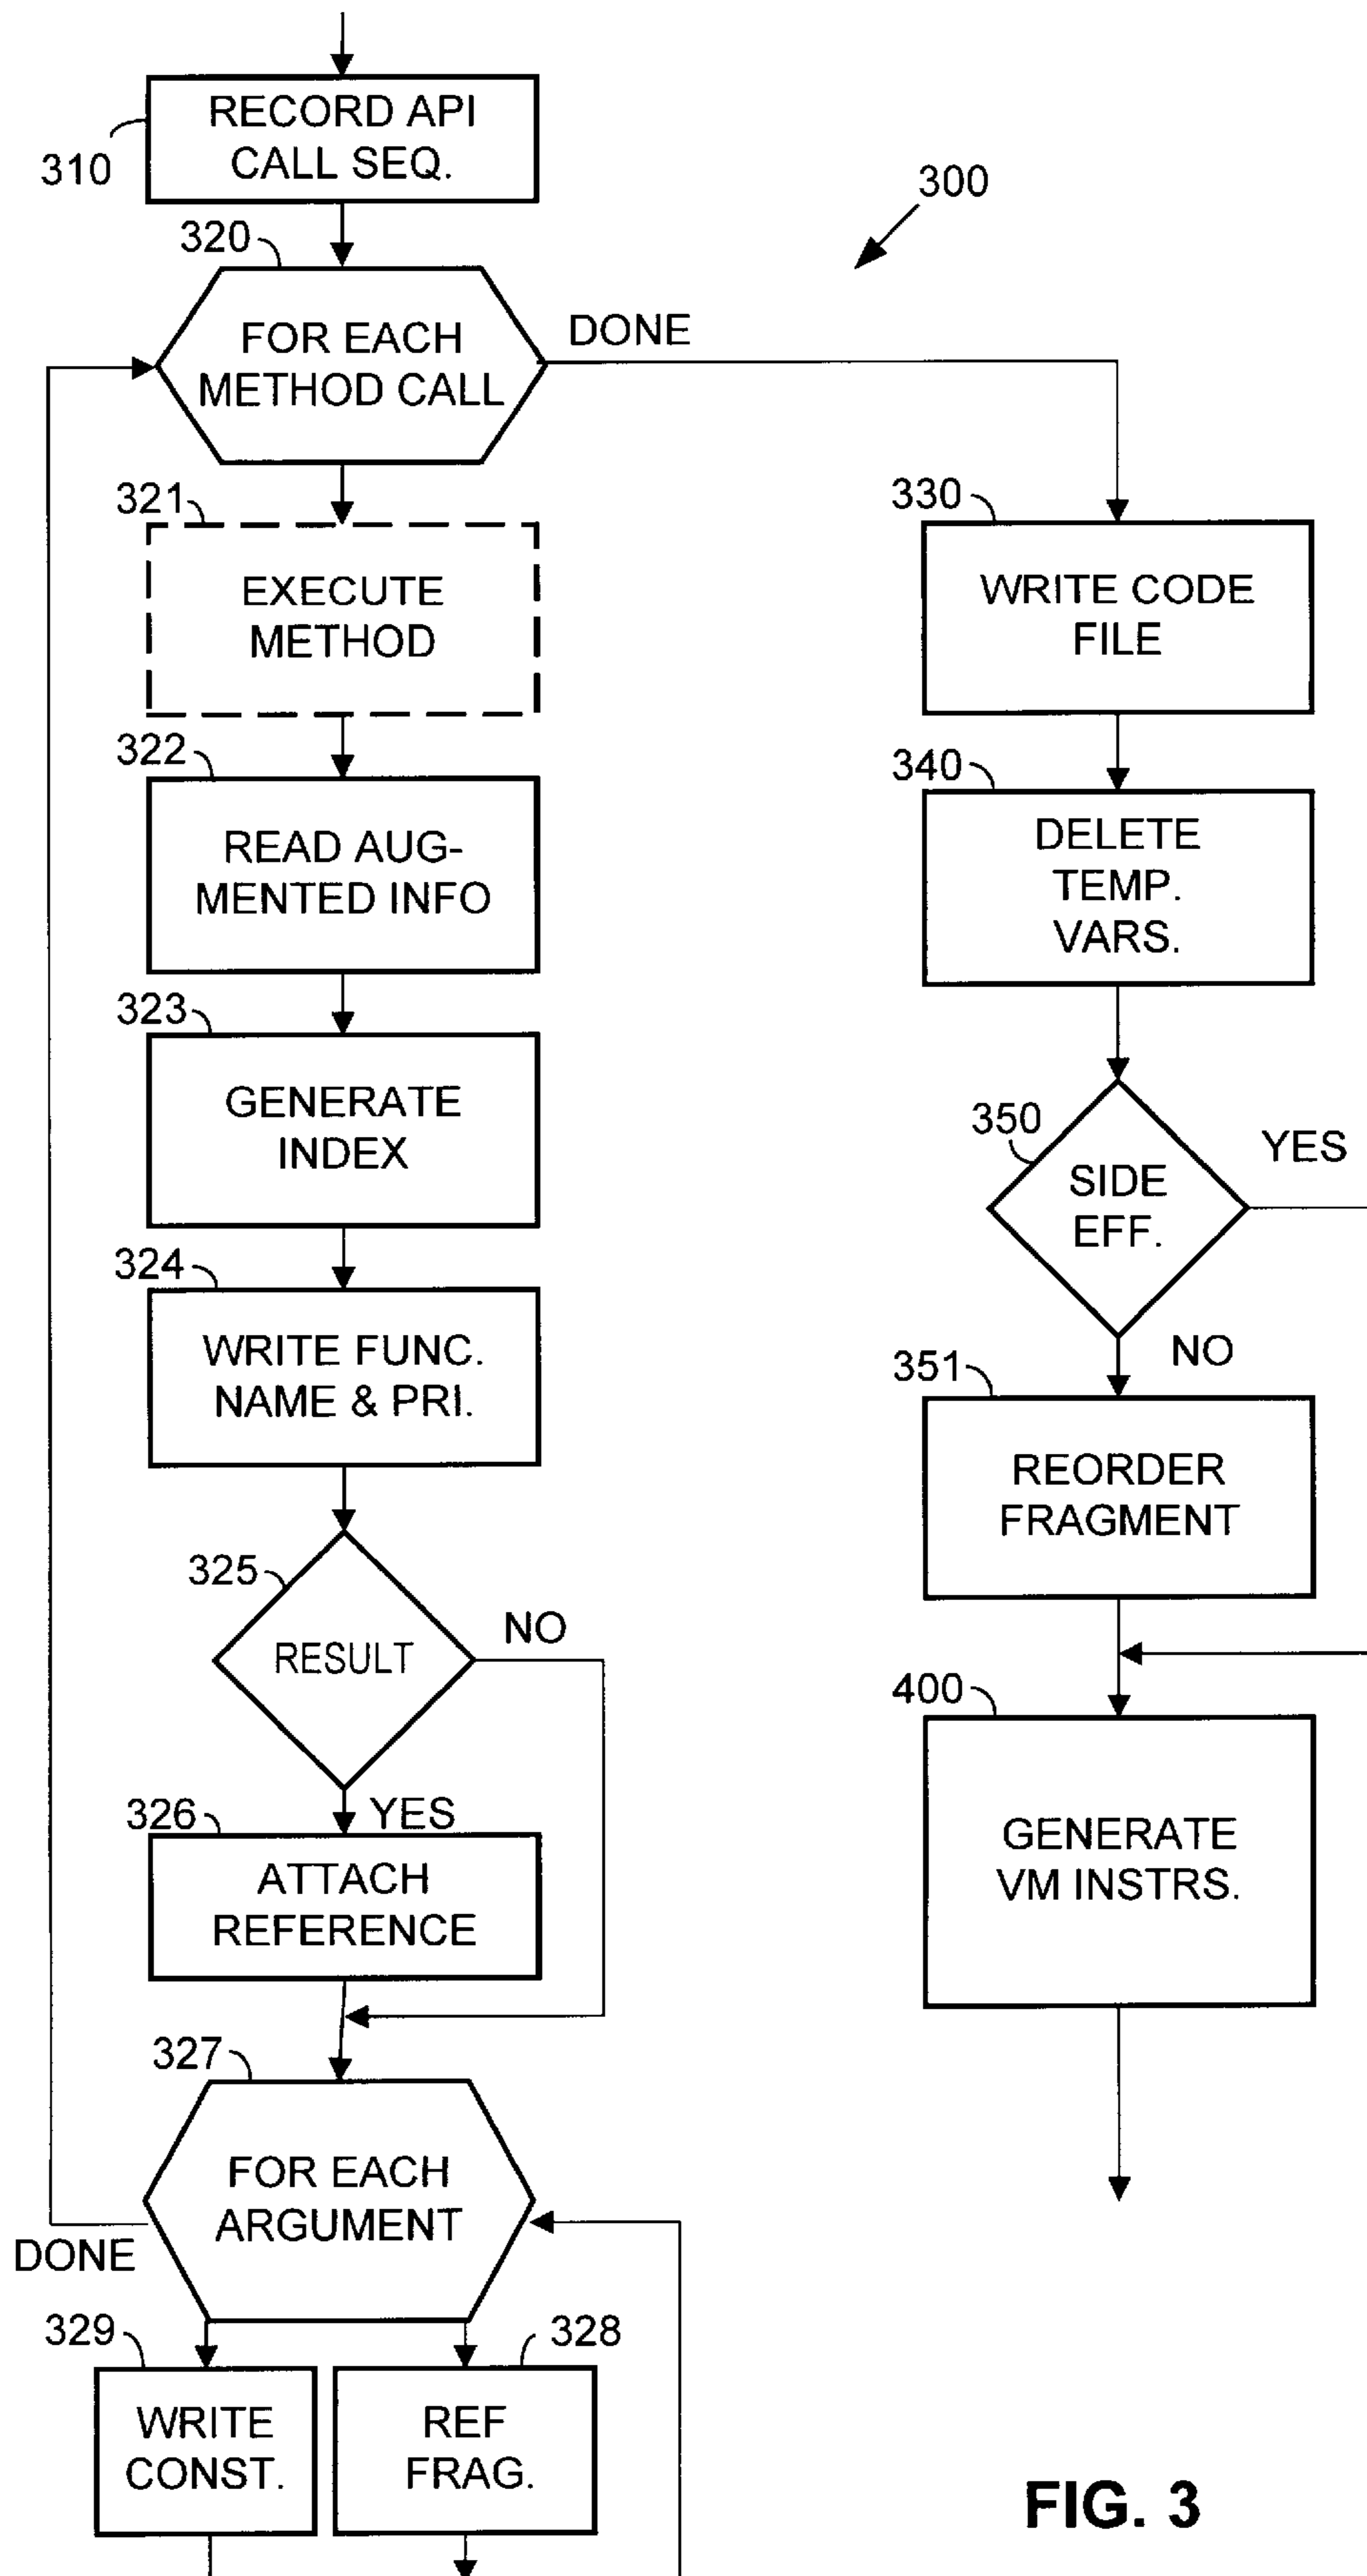 RECORD API
CALL SEQ.
310
300
320
FOR EACH
METHOD CALL
DONE
321
EXECUTE
METHOD
322
READ AUG-
MENTED INFO
323
GENERATE
INDEX
324
WRITE FUNC.
NAME & PRI.
325
RESULT
NO
326
YES
ATTACH
REFERENCE
327
FOR EACH
ARGUMENT
DONE
329
WRITE
CONST.
328
REF
FRAG.
330
WRITE CODE
FILE
340
DELETE
TEMP.
VARS.
350
SIDE
EFF.
YES
NO
351
REORDER
FRAGMENT
400
GENERATE
VM INSTRS.
FIG. 3